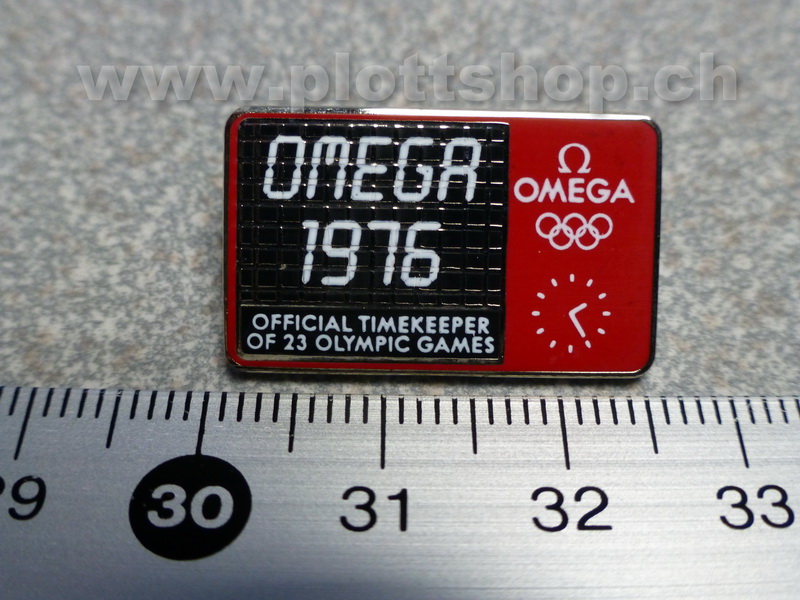 www.plottshop.ch
OMEGA
1976
OFFICIAL TIMEKEEPER
OF 23 OLYMPIC GAMES
Ω
OMEGA
29 30 31 32 33